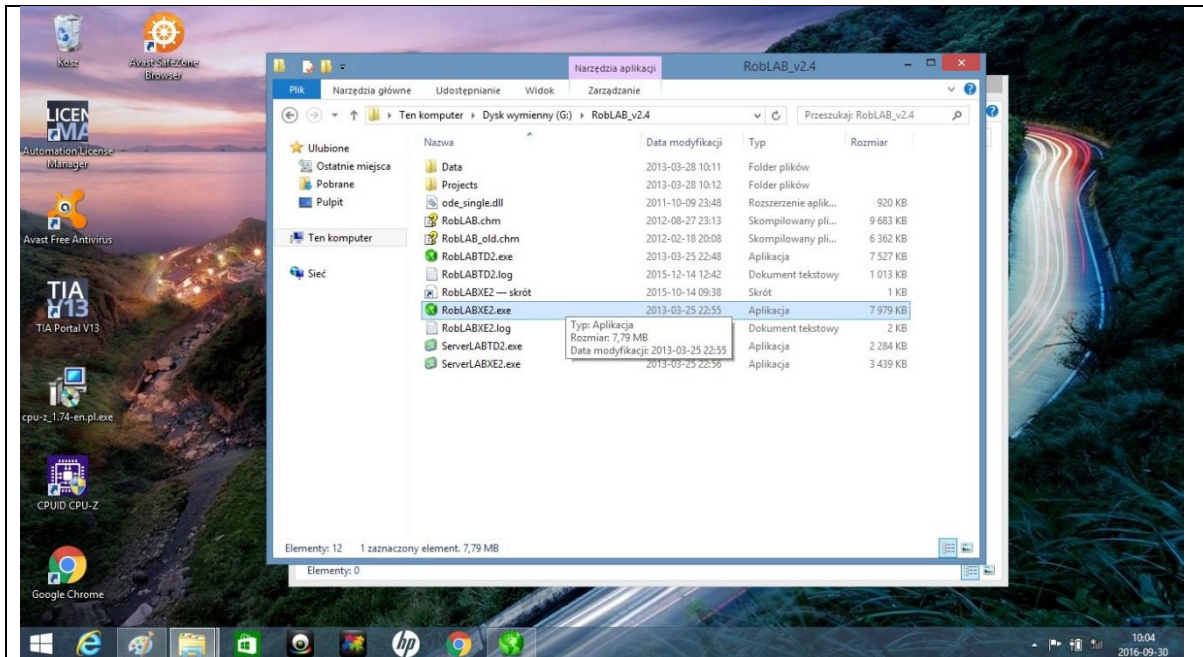 Kosz
Avast SafeZone
Browser
LICEN
MA
Automation License
Manager
Avast Free Antivirus
TIA
V13
TIA Portal V13
cpu-z_1.74-en.pl.exe
CPUID CPU-Z
Google Chrome
Narzędzia aplikacji
RobLAB_v2.4
Plik Narzędzia główne Udostępnianie Widok Zarządzanie
Ten komputer Dysk wymienny (G:) RobLAB_v2.4
Przeszukaj: RobLAB_v2.4
Ulubione
Ostatnie miejsca
Pobrane
Pulpit
Ten komputer
Sieć
Nazwa Data modyfikacji Typ Rozmiar
Data 2013-03-28 10:11 Folder plików
Projects 2013-03-28 10:12 Folder plików
ode_single.dll 2011-10-09 23:48 Rozszerzenie aplik... 920 KB
RobLAB.chm 2012-08-27 23:13 Skompilowany pli... 9 683 KB
RobLAB_old.chm 2012-02-18 20:08 Skompilowany pli... 6 362 KB
RobLABTD2.exe 2013-03-25 22:48 Aplikacja 7 527 KB
RobLABTD2.log 2015-12-14 12:42 Dokument tekstowy 1 013 KB
RobLABXE2 — skrót 2015-10-14 09:38 Skrót 1 KB
RobLABXE2.exe 2013-03-25 22:55 Aplikacja 7 979 KB
RobLABXE2.log Dokument tekstowy 2 KB
ServerLABTD2.exe Aplikacja 2 284 KB
ServerLABXE2.exe 2013-03-25 22:56 Aplikacja 3 439 KB
Typ: Aplikacja
Rozmiar: 7,79 MB
Data modyfikacji: 2013-03-25 22:55
Elementy: 12 1 zaznaczony element. 7,79 MB
Elementy: 0
hp
10:04
2016-09-30